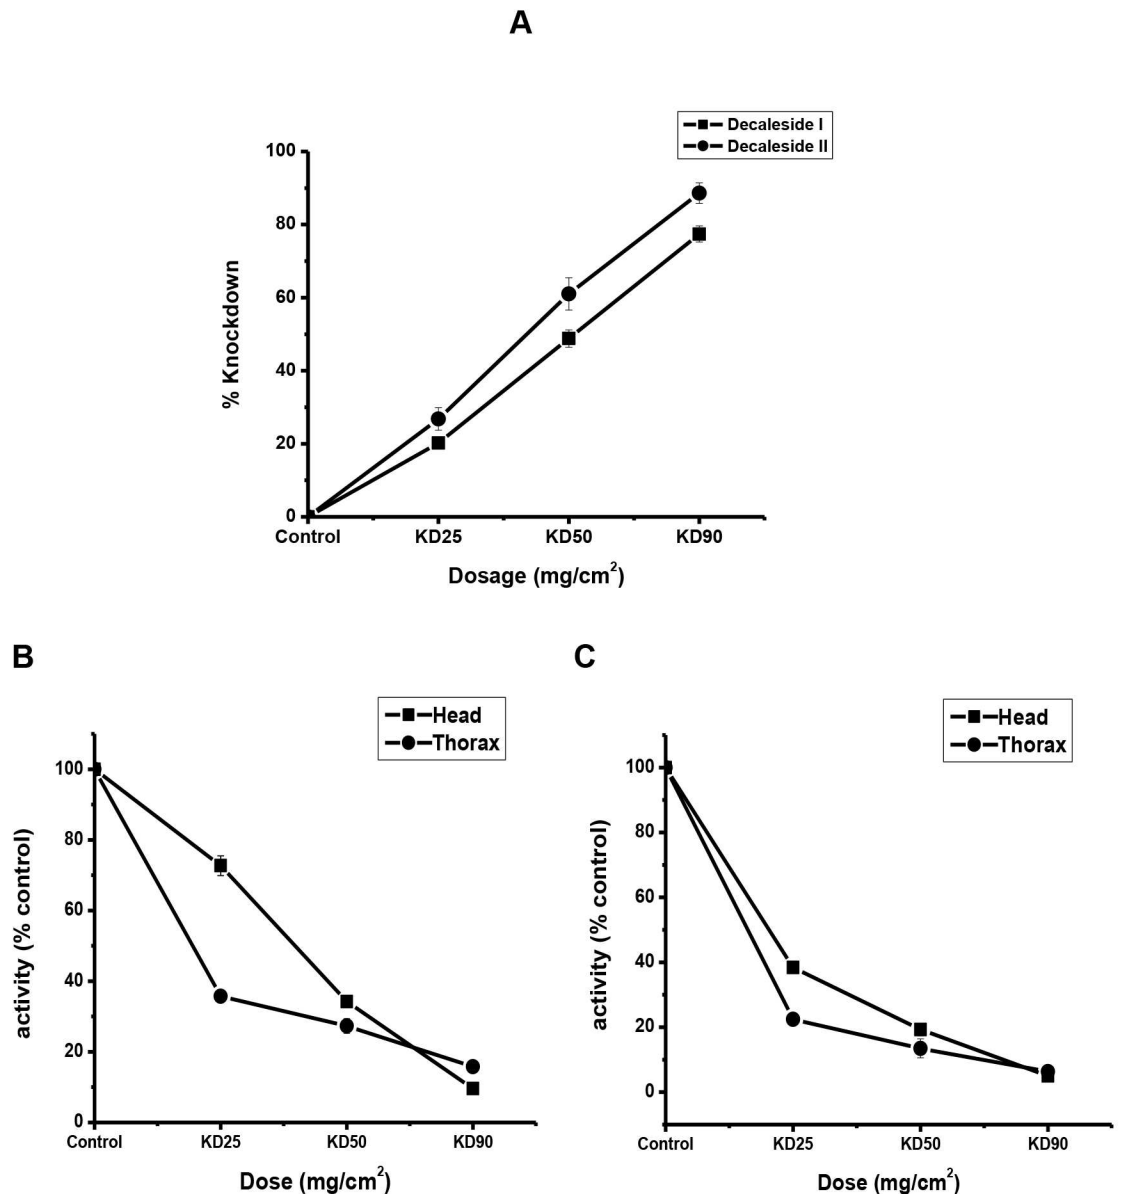 A
Decaleside I
Decaleside II
100
80
60
40
20
0
% Knockdown
Control KD25 KD50 KD90
Dosage (mg/cm²)
B
Head
Thorax
100
80
60
40
20
0
activity (% control)
Control KD25 KD50 KD90
Dose (mg/cm²)
C
Head
Thorax
100
80
60
40
20
0
activity (% control)
Control KD25 KD50 KD90
Dose (mg/cm²)